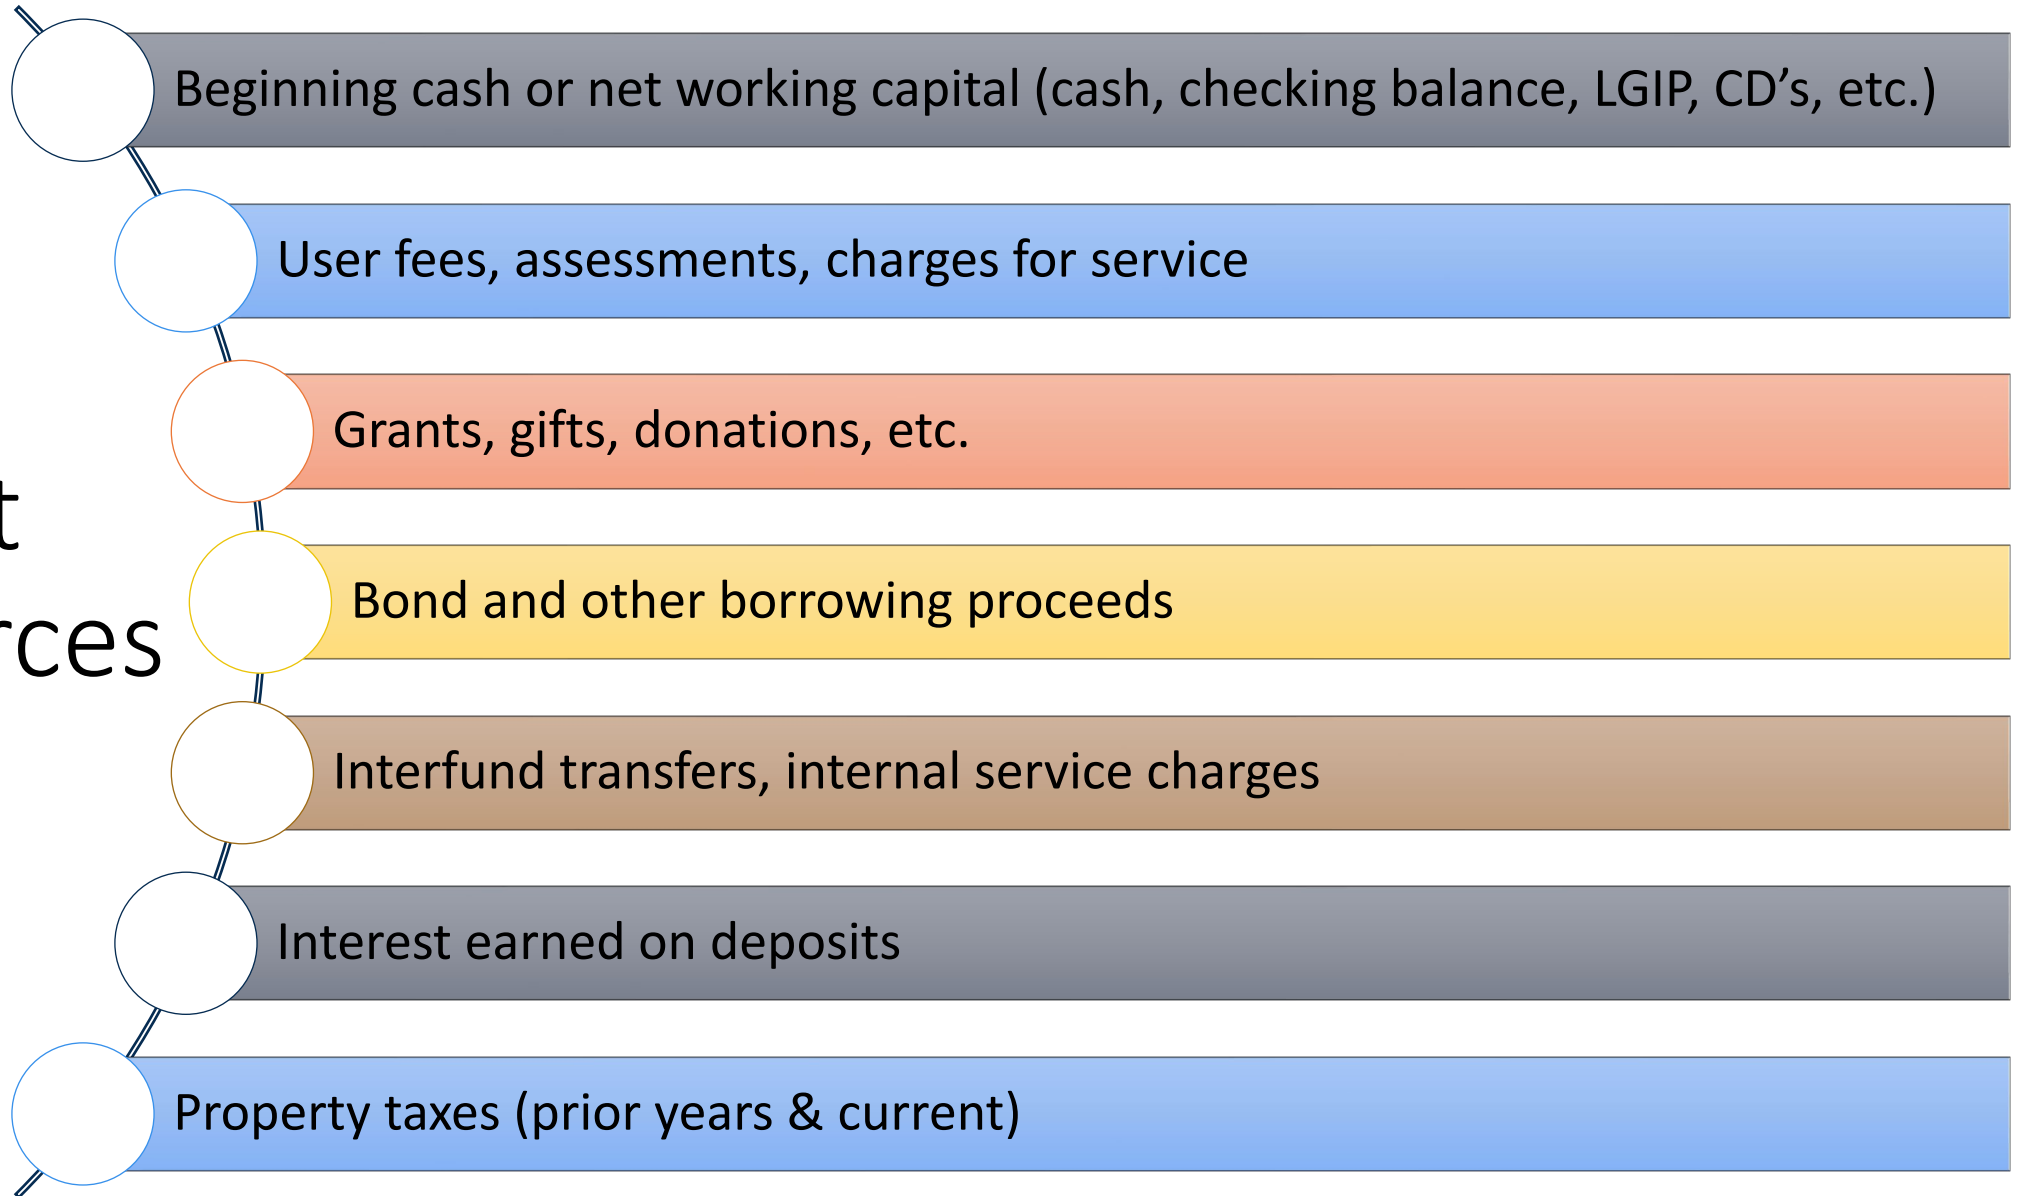 Beginning cash or net working capital (cash, checking balance, LGIP, CD’s, etc.)
User fees, assessments, charges for service
Grants, gifts, donations, etc.
Bond and other borrowing proceeds
Interfund transfers, internal service charges
Interest earned on deposits
Property taxes (prior years & current)